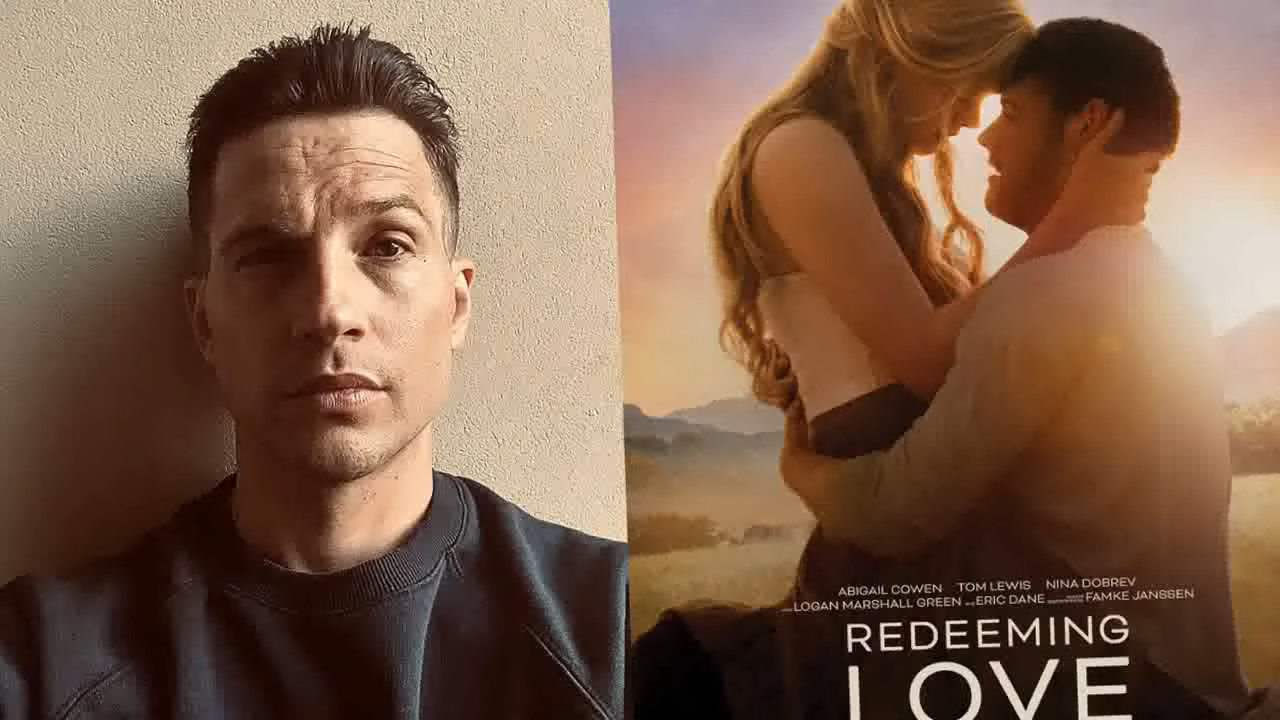 ABIGAIL COWEN TOM LEWIS NINA DOBREV
LOGAN MARSHALL GREEN ERIC DANE FAMKE JANSSEN
REDEEMING
LOVE